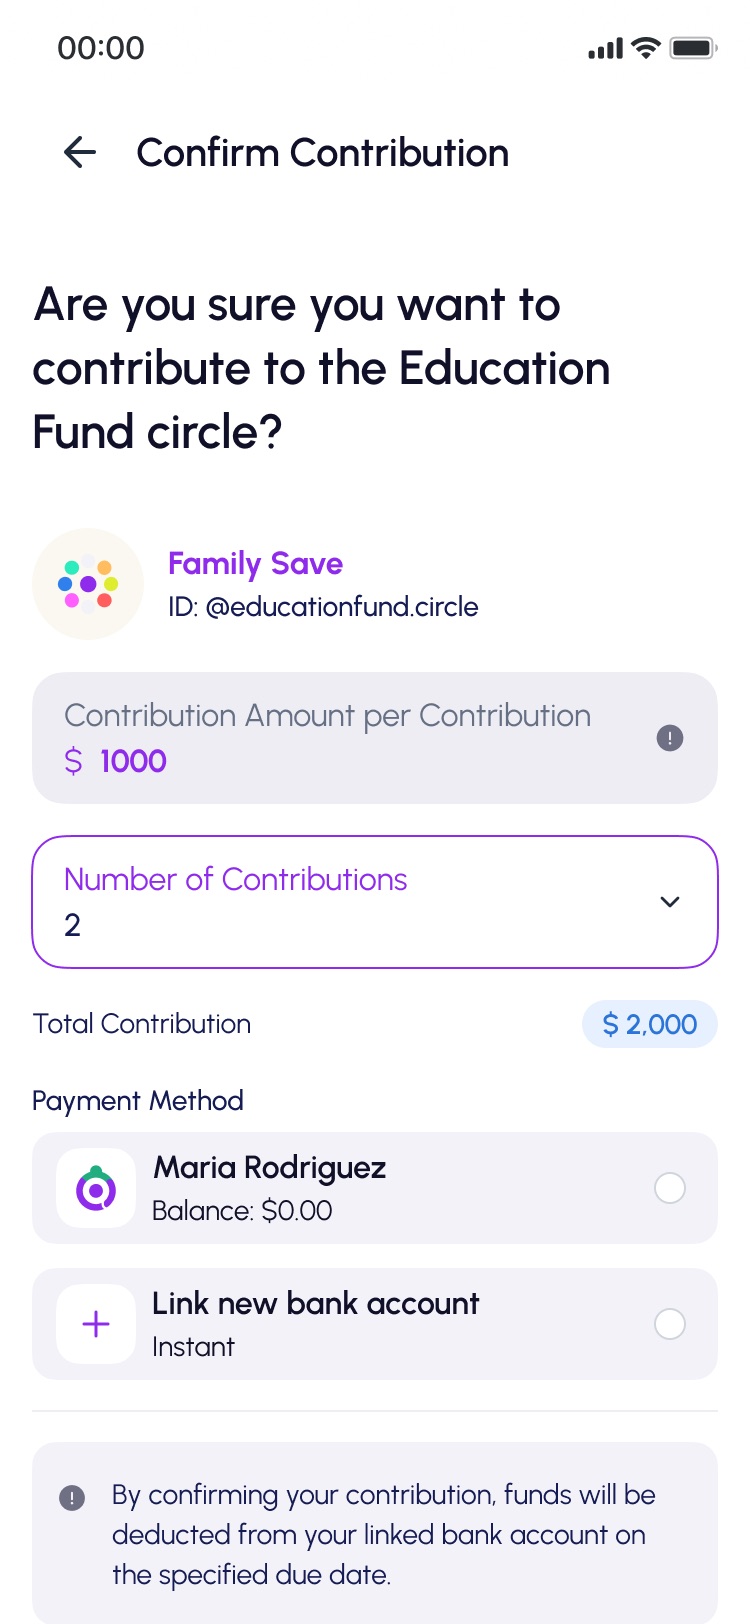 00:00
Confirm Contribution
Are you sure you want to
contribute to the Education
Fund circle?
Family Save
ID: @educationfund.circle
Contribution Amount per Contribution
$ 1000
Number of Contributions
2
Total Contribution
$ 2,000
Payment Method
Maria Rodriguez
Balance: $0.00
Link new bank account
Instant
By confirming your contribution, funds will be
deducted from your linked bank account on
the specified due date.